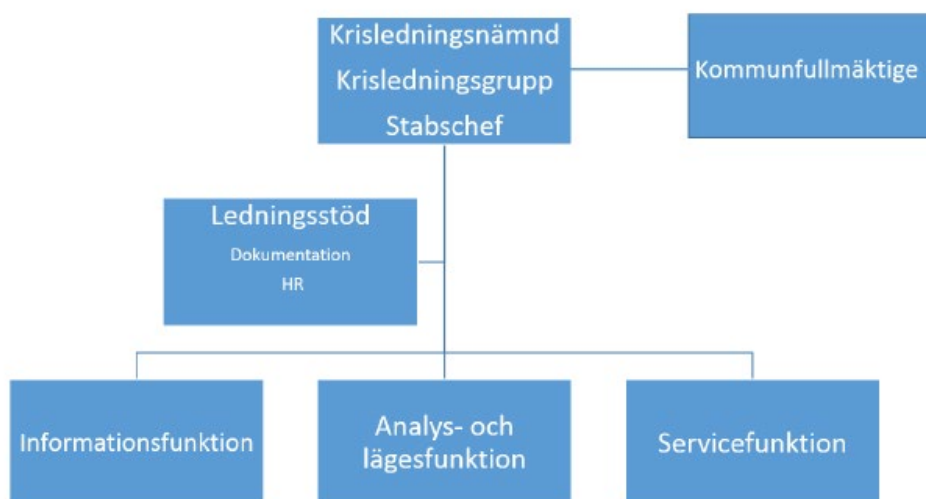 Krisledningsnämnd
Krisledningsgrupp
Stabschef
Kommunfullmäktige
Ledningsstöd
Dokumentation
HR
Informationsfunktion
Analys- och
lägesfunktion
Servicefunktion